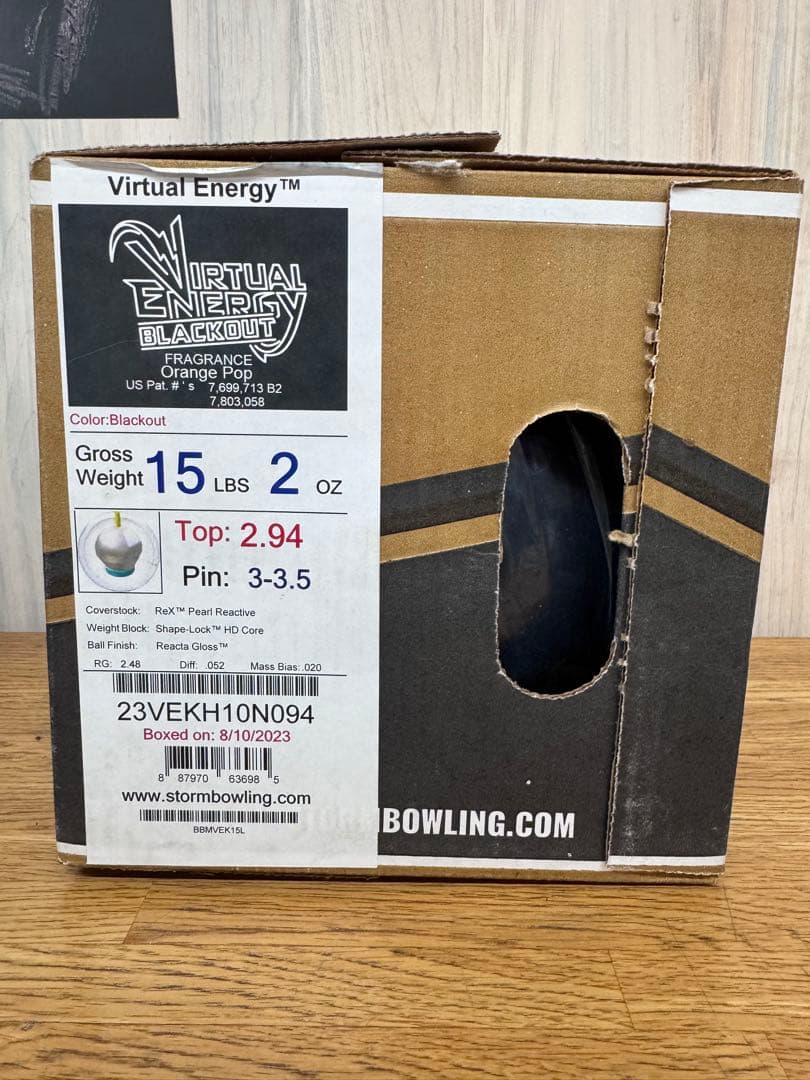 Virtual Energy™
VIRTUAL
ENERGY
BLACKOUT
FRAGRANCE
Orange Pop
US Pat. # ' s 7,699,713 B2
7,803,058
Color:Blackout
Gross
Weight 15 LBS 2 OZ
Top: 2.94
Pin: 3-3.5
Coverstock: ReX™ Pearl Reactive
Weight Block: Shape-Lock™ HD Core
Ball Finish: Reacta Gloss™
RG: 2.48 Diff: .052 Mass Bias:.020
23VEKH10N094
Boxed on: 8/10/2023
8 87970 63698 5
www.stormbowling.com
BBMVEK15L
BOWLING.COM